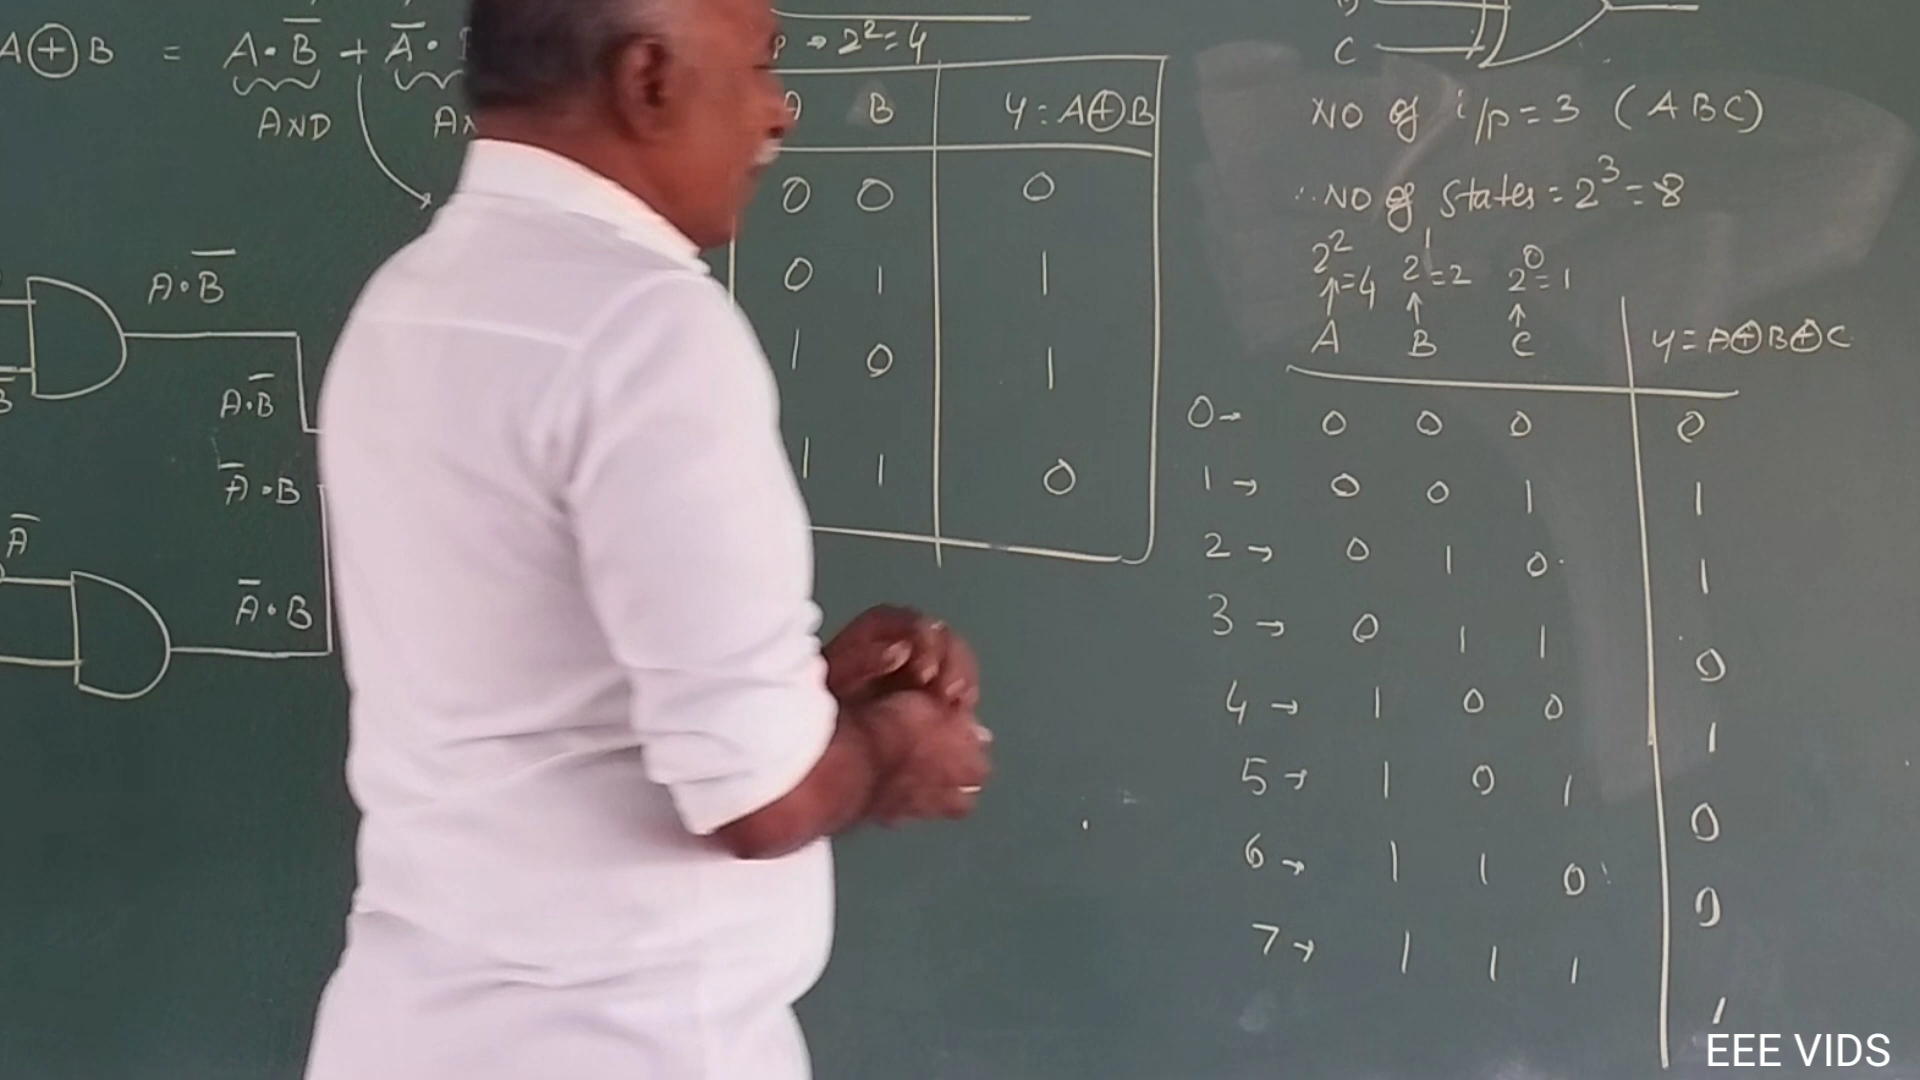 A⊕B = A·B̅ + A̅·
AND
A·B̅
A·B̅
A̅·B
A̅
A̅·B
→ 2²=4
A B Y=A⊕B
0 0 0
0 1 1
1 0 1
1 1 0
C
NO of i/p = 3 (ABC)
∴ NO of States = 2³ = 8
2²=4 2¹=2 2⁰=1
↑ ↑ ↑
A B C Y=A⊕B⊕C
0→ 0 0 0 0
1→ 0 0 1 1
2→ 0 1 0 1
3→ 0 1 1 0
4→ 1 0 0 1
5→ 1 0 1 0
6→ 1 1 0 0
7→ 1 1 1 1
EEE VIDS